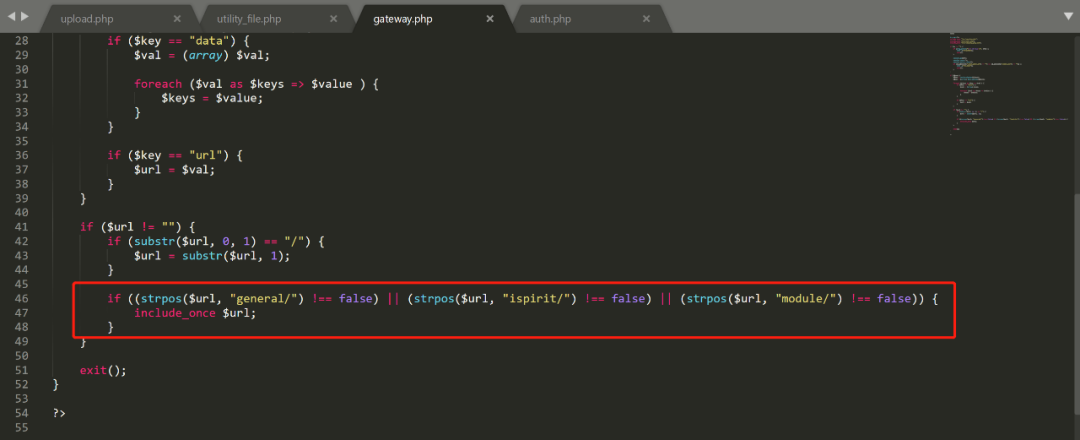 upload.php × utility_file.php × gateway.php × auth.php ×
28 if ($key == "data") {
29 $val = (array) $val;
30
31 foreach ($val as $keys => $value ) {
32 $keys = $value;
33 }
34 }
35
36 if ($key == "url") {
37 $url = $val;
38 }
39 }
40
41 if ($url != "") {
42 if (substr($url, 0, 1) == "/") {
43 $url = substr($url, 1);
44 }
45
46 if ((strpos($url, "general/") !== false) || (strpos($url, "ispirit/") !== false) || (strpos($url, "module/") !== false)) {
47 include_once $url;
48 }
49 }
50
51 exit();
52 }
53
54 ?>
55